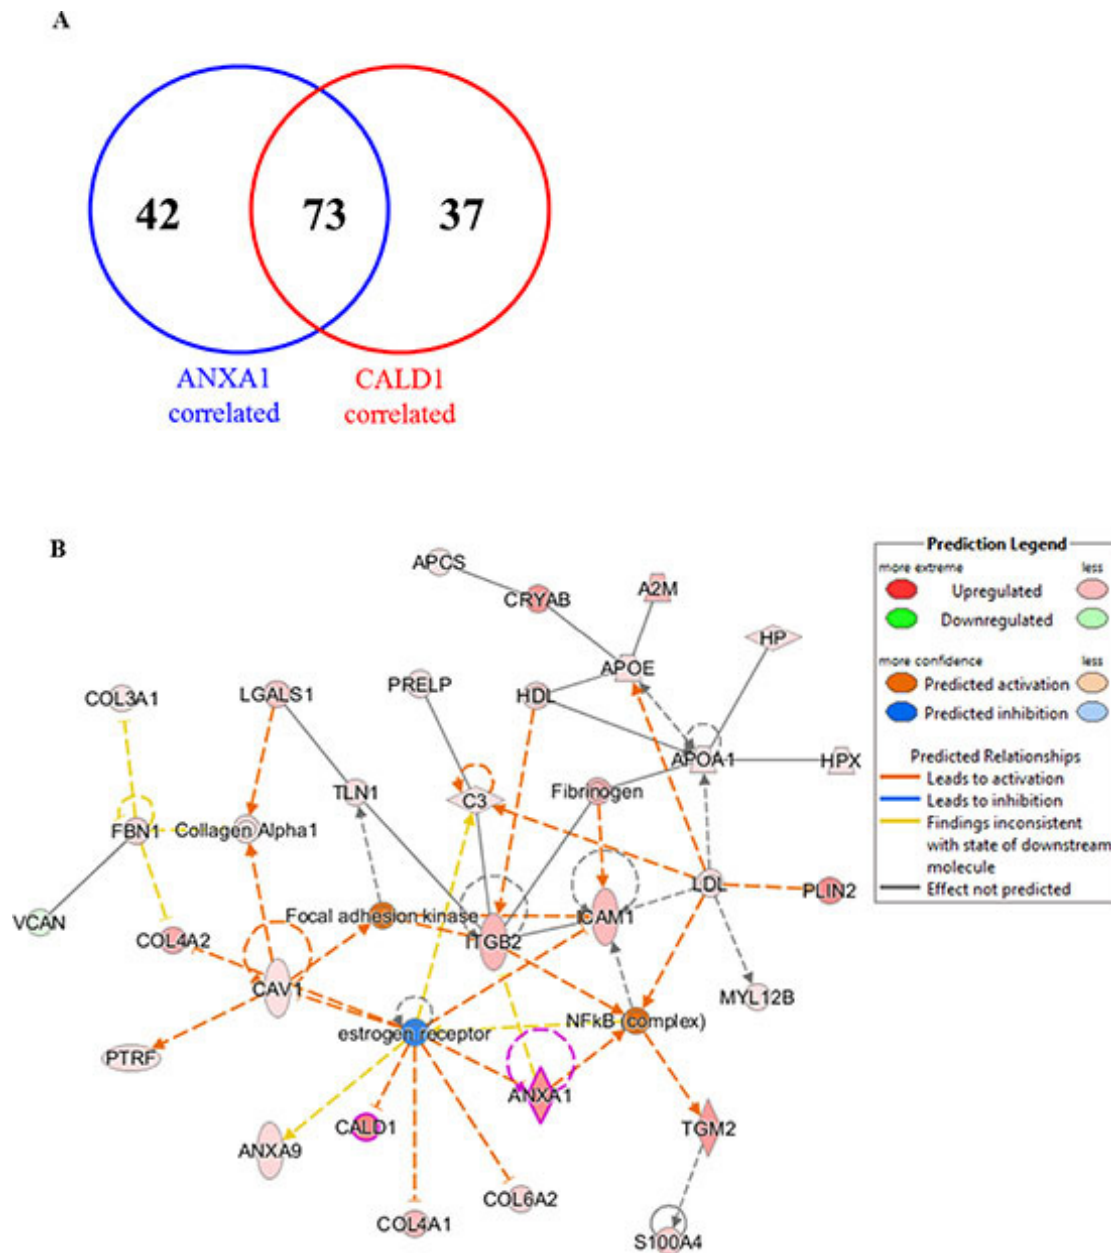 A
42 73 37
ANXA1
correlated
CALD1
correlated
B
APCS
CRYAB
A2M
HP
APOE
COL3A1
LGALS1
PRELP
HDL
APOA1
HPX
TLN1
C3
Fibrinogen
FBN1
Collagen Alpha1
LDL
PLIN2
VCAN
COL4A2
Focal adhesion kinase
ITGB2
ICAM1
CAV1
MYL12B
estrogen receptor
NFkB (complex)
PTRF
ANXA1
CALD1
TGM2
ANXA9
COL6A2
COL4A1
S100A4
Prediction Legend
more extreme less
Upregulated
Downregulated
more confidence less
Predicted activation
Predicted inhibition
Predicted Relationships
Leads to activation
Leads to inhibition
Findings inconsistent
with state of downstream
molecule
Effect not predicted